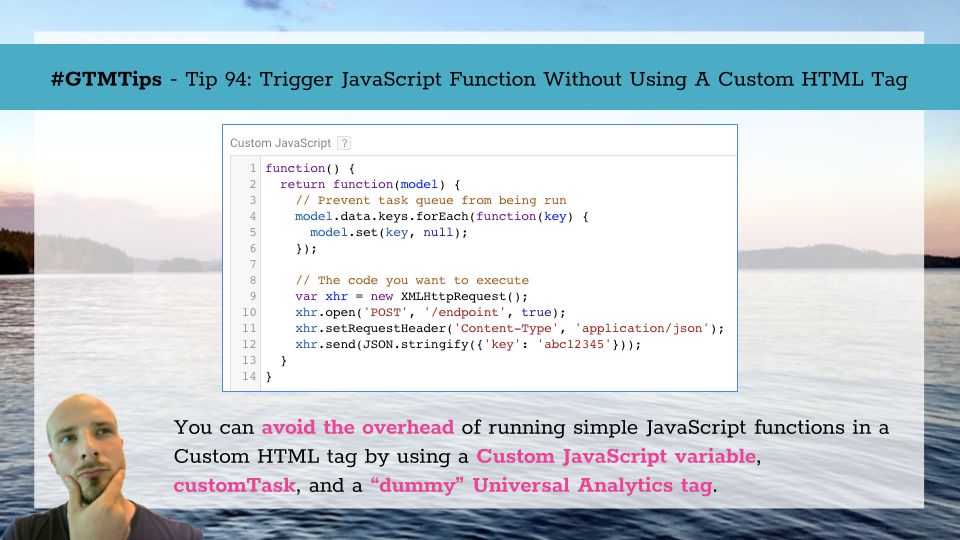 #GTMTips - Tip 94: Trigger JavaScript Function Without Using A Custom HTML Tag
Custom JavaScript ?
1 function() {
2   return function(model) {
3     // Prevent task queue from being run
4     model.data.keys.forEach(function(key) {
5       model.set(key, null);
6     });
7
8     // The code you want to execute
9     var xhr = new XMLHttpRequest();
10     xhr.open('POST', '/endpoint', true);
11     xhr.setRequestHeader('Content-Type', 'application/json');
12     xhr.send(JSON.stringify({'key': 'abc12345'}));
13   }
14 }
You can avoid the overhead of running simple JavaScript functions in a
Custom HTML tag by using a Custom JavaScript variable,
customTask, and a “dummy” Universal Analytics tag.